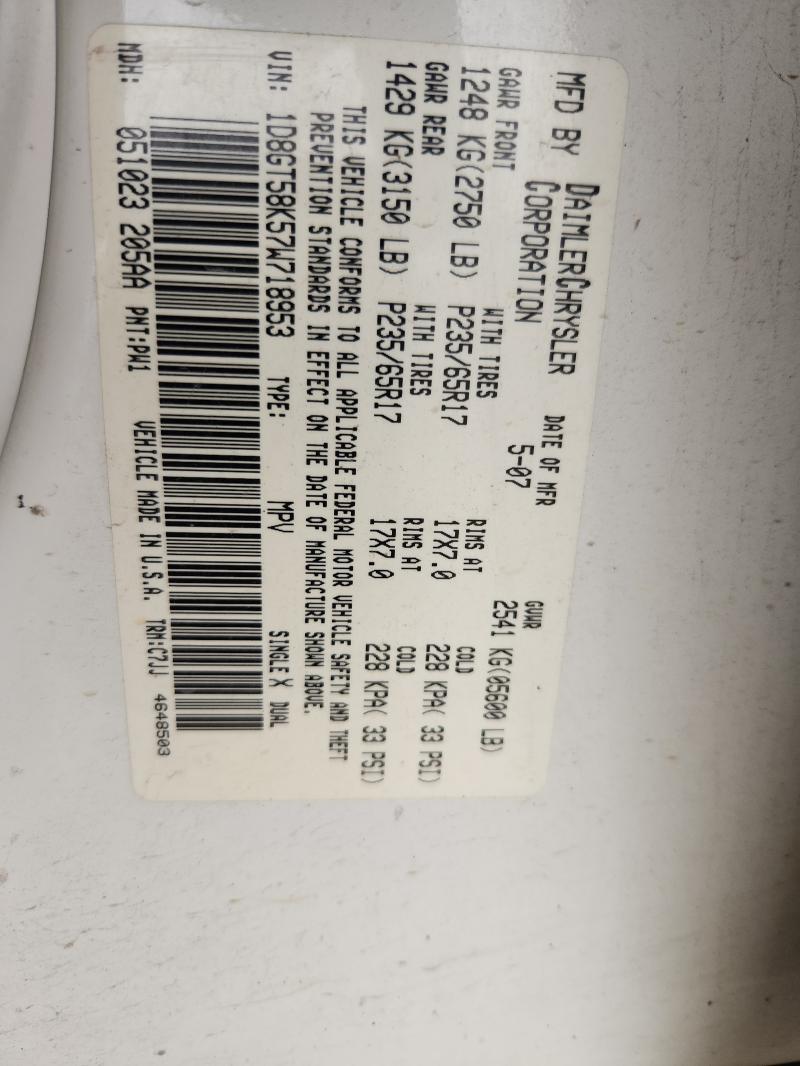 MFD BY DAIMLERCHRYSLER CORPORATION
DATE OF MFR 5-07
GVWR 2541 KG(05600 LB)
GAWR FRONT WITH TIRES RIMS AT COLD
1248 KG(2750 LB) P235/65R17 17X7.0 228 KPA( 33 PSI)
GAWR REAR WITH TIRES RIMS AT COLD
1429 KG(3150 LB) P235/65R17 17X7.0 228 KPA( 33 PSI)
THIS VEHICLE CONFORMS TO ALL APPLICABLE FEDERAL MOTOR VEHICLE SAFETY AND THEFT
PREVENTION STANDARDS IN EFFECT ON THE DATE OF MANUFACTURE SHOWN ABOVE.
VIN: 1D8GT58K57W718953 TYPE: MPV SINGLE X DUAL
MDH: 051023 205AA PNT:PW1 VEHICLE MADE IN U.S.A. TRM:C7JJ 4648503